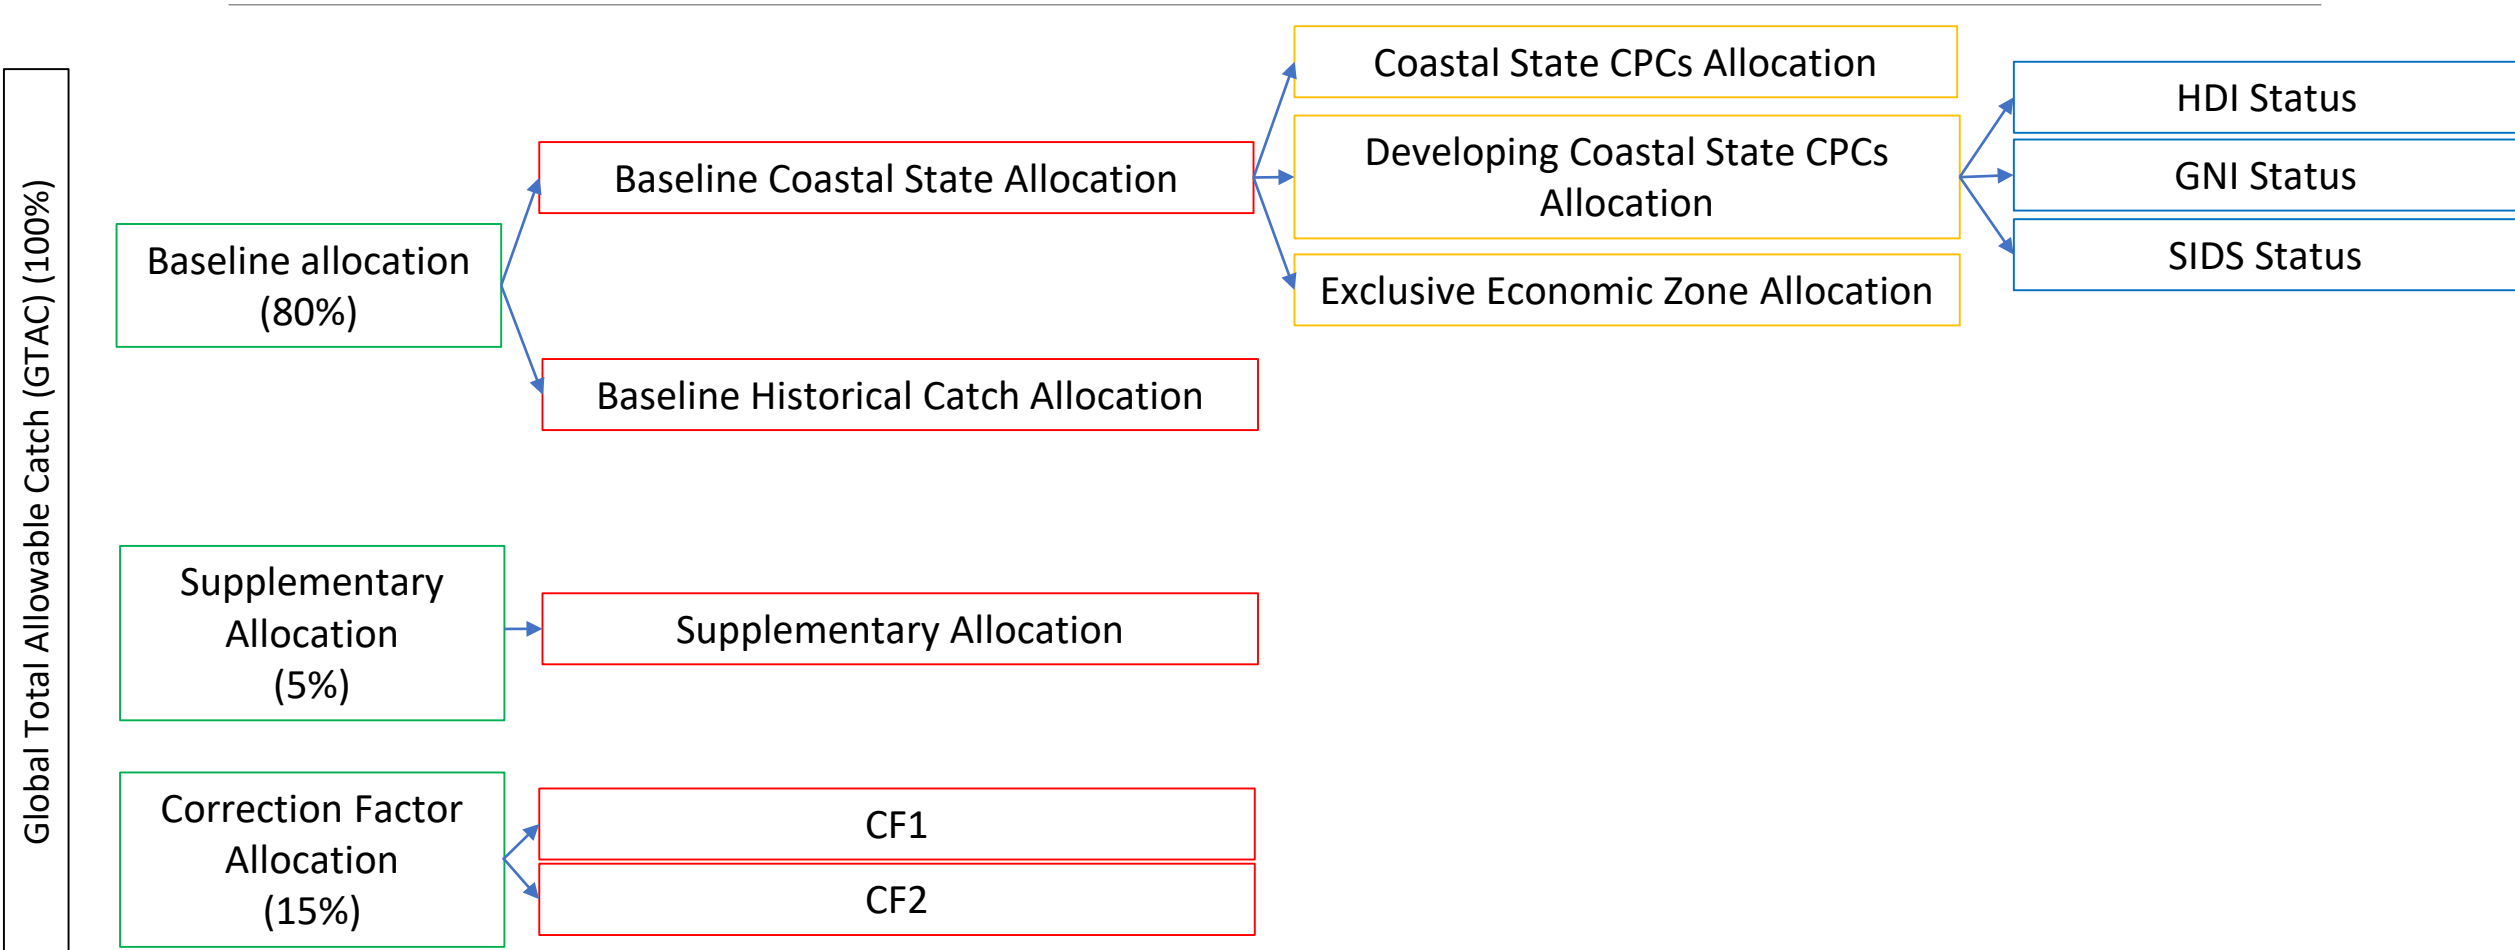 Global Total Allowable Catch (GTAC) (100%)
Baseline allocation
(80%)
Baseline Coastal State Allocation
Baseline Historical Catch Allocation
Coastal State CPCs Allocation
Developing Coastal State CPCs
Allocation
Exclusive Economic Zone Allocation
HDI Status
GNI Status
SIDS Status
Supplementary
Allocation
(5%)
Supplementary Allocation
Correction Factor
Allocation
(15%)
CF1
CF2